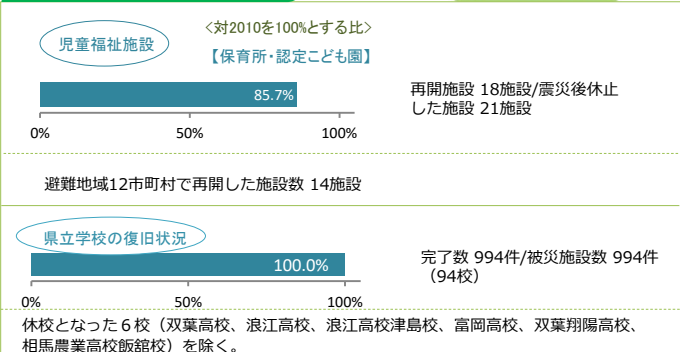 児童福祉施設
<対2010を100%とする比>
【保育所・認定こども園】
85.7%
0%
50%
100%
再開施設 18施設/震災後休止
した施設 21施設
避難地域12市町村で再開した施設数 14施設
県立学校の復旧状況
100.0%
0%
50%
100%
完了数 994件/被災施設数 994件
（94校）
休校となった６校（双葉高校、浪江高校、浪江高校津島校、富岡高校、双葉翔陽高校、
相馬農業高校飯舘校）を除く。